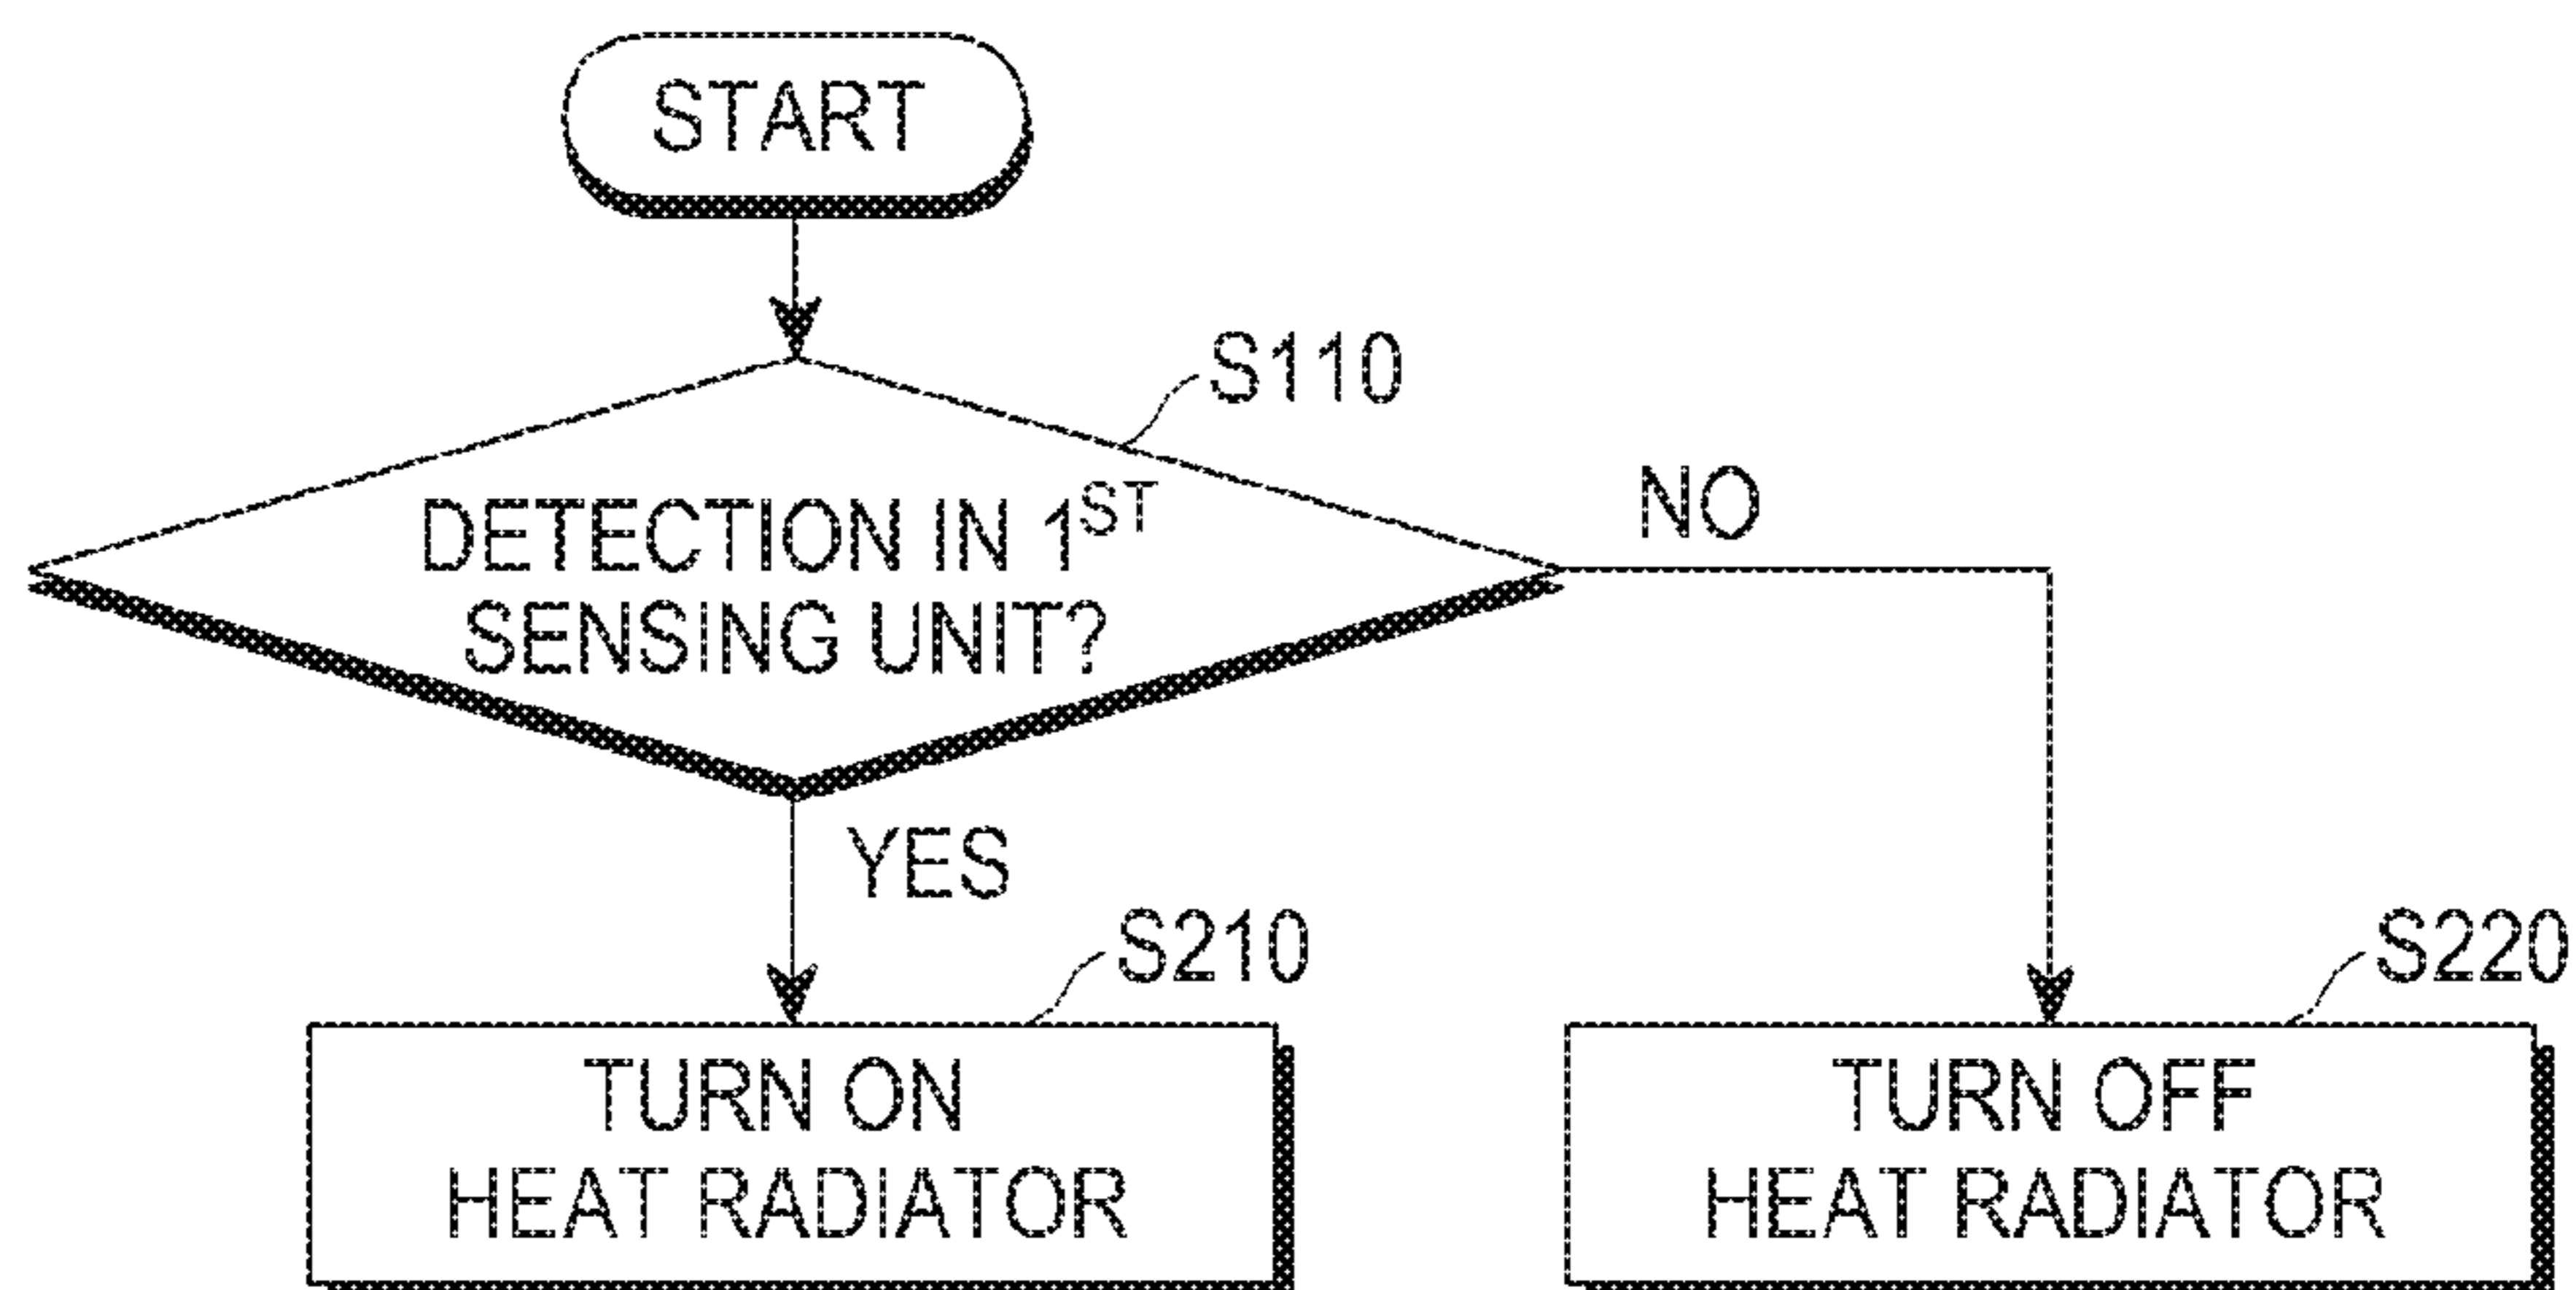 START
S110
DETECTION IN 1ST
SENSING UNIT?
NO
YES
S210
TURN ON
HEAT RADIATOR
S220
TURN OFF
HEAT RADIATOR